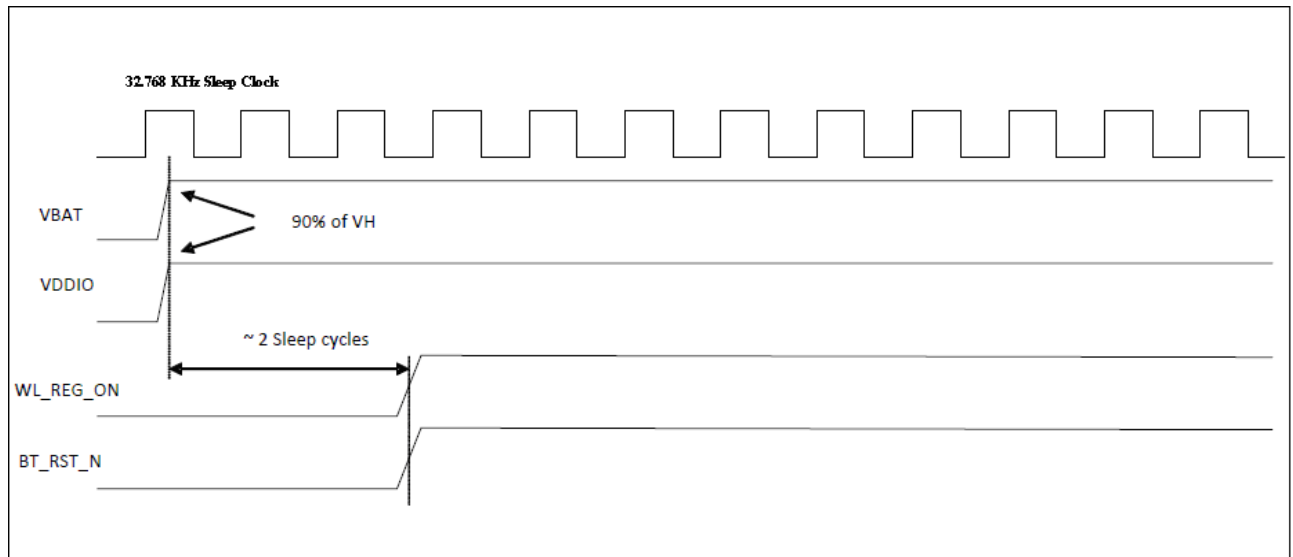 32.768 KHz Sleep Clock
VBAT
90% of VH
VDDIO
~ 2 Sleep cycles
WL_REG_ON
BT_RST_N